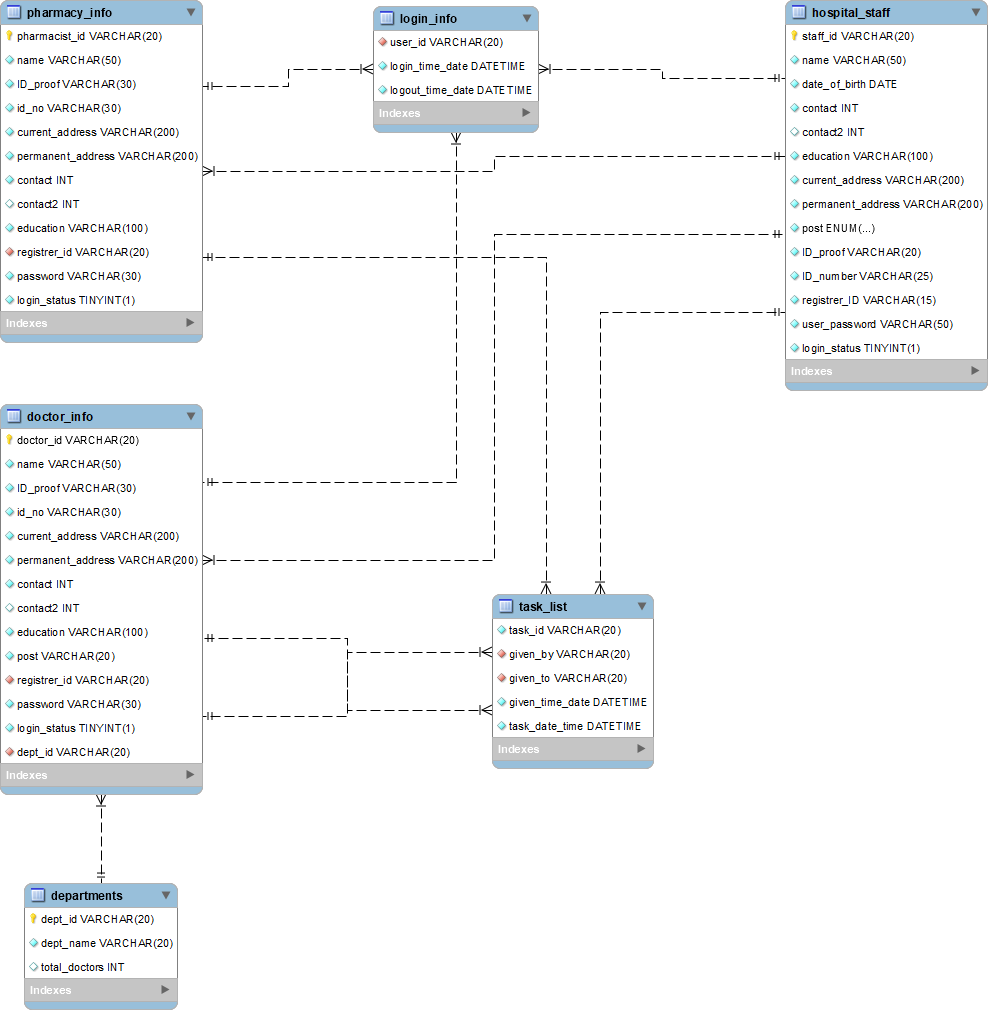 pharmacy_info
pharmacist_id VARCHAR(20)
name VARCHAR(50)
ID_proof VARCHAR(30)
id_no VARCHAR(30)
current_address VARCHAR(200)
permanent_address VARCHAR(200)
contact INT
contact2 INT
education VARCHAR(100)
registrer_id VARCHAR(20)
password VARCHAR(30)
login_status TINYINT(1)
Indexes
login_info
user_id VARCHAR(20)
login_time_date DATETIME
logout_time_date DATETIME
Indexes
hospital_staff
staff_id VARCHAR(20)
name VARCHAR(50)
date_of_birth DATE
contact INT
contact2 INT
education VARCHAR(100)
current_address VARCHAR(200)
permanent_address VARCHAR(200)
post ENUM(...)
ID_proof VARCHAR(20)
ID_number VARCHAR(25)
registrer_ID VARCHAR(15)
user_password VARCHAR(50)
login_status TINYINT(1)
Indexes
doctor_info
doctor_id VARCHAR(20)
name VARCHAR(50)
ID_proof VARCHAR(30)
id_no VARCHAR(30)
current_address VARCHAR(200)
permanent_address VARCHAR(200)
contact INT
contact2 INT
education VARCHAR(100)
post VARCHAR(20)
registrer_id VARCHAR(20)
password VARCHAR(30)
login_status TINYINT(1)
dept_id VARCHAR(20)
Indexes
task_list
task_id VARCHAR(20)
given_by VARCHAR(20)
given_to VARCHAR(20)
given_time_date DATETIME
task_date_time DATETIME
Indexes
departments
dept_id VARCHAR(20)
dept_name VARCHAR(20)
total_doctors INT
Indexes